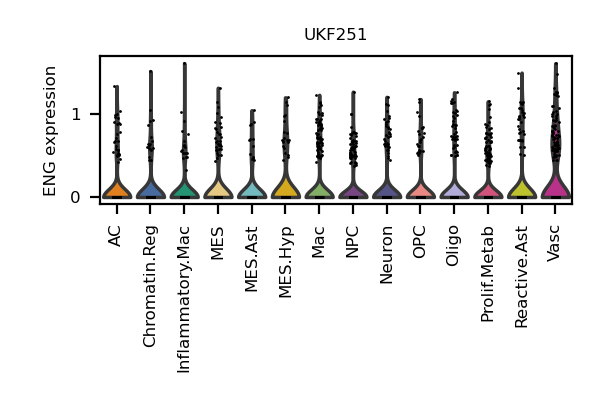 UKF251
ENG expression
1
0
AC
Chromatin.Reg
Inflammatory.Mac
MES
MES.Ast
MES.Hyp
Mac
NPC
Neuron
OPC
Oligo
Prolif.Metab
Reactive.Ast
Vasc